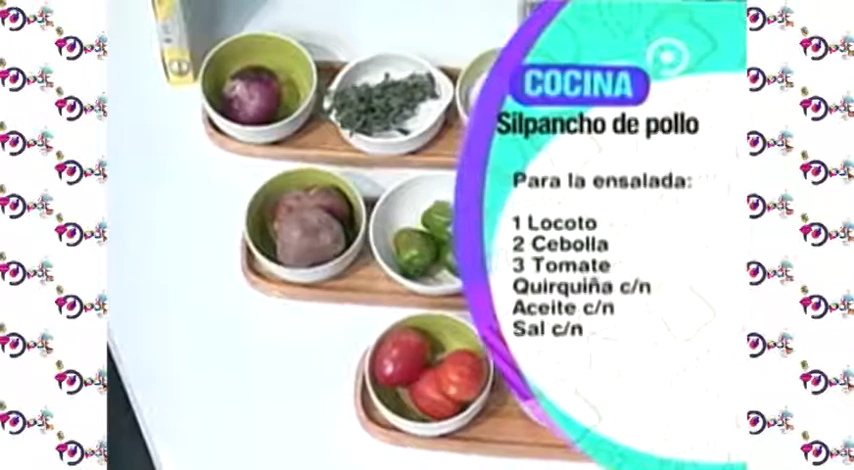 COCINA
Silpancho de pollo
Para la ensalada:
1 Locoto
2 Cebolla
3 Tomate
Quirquiña c/n
Aceite c/n
Sal c/n